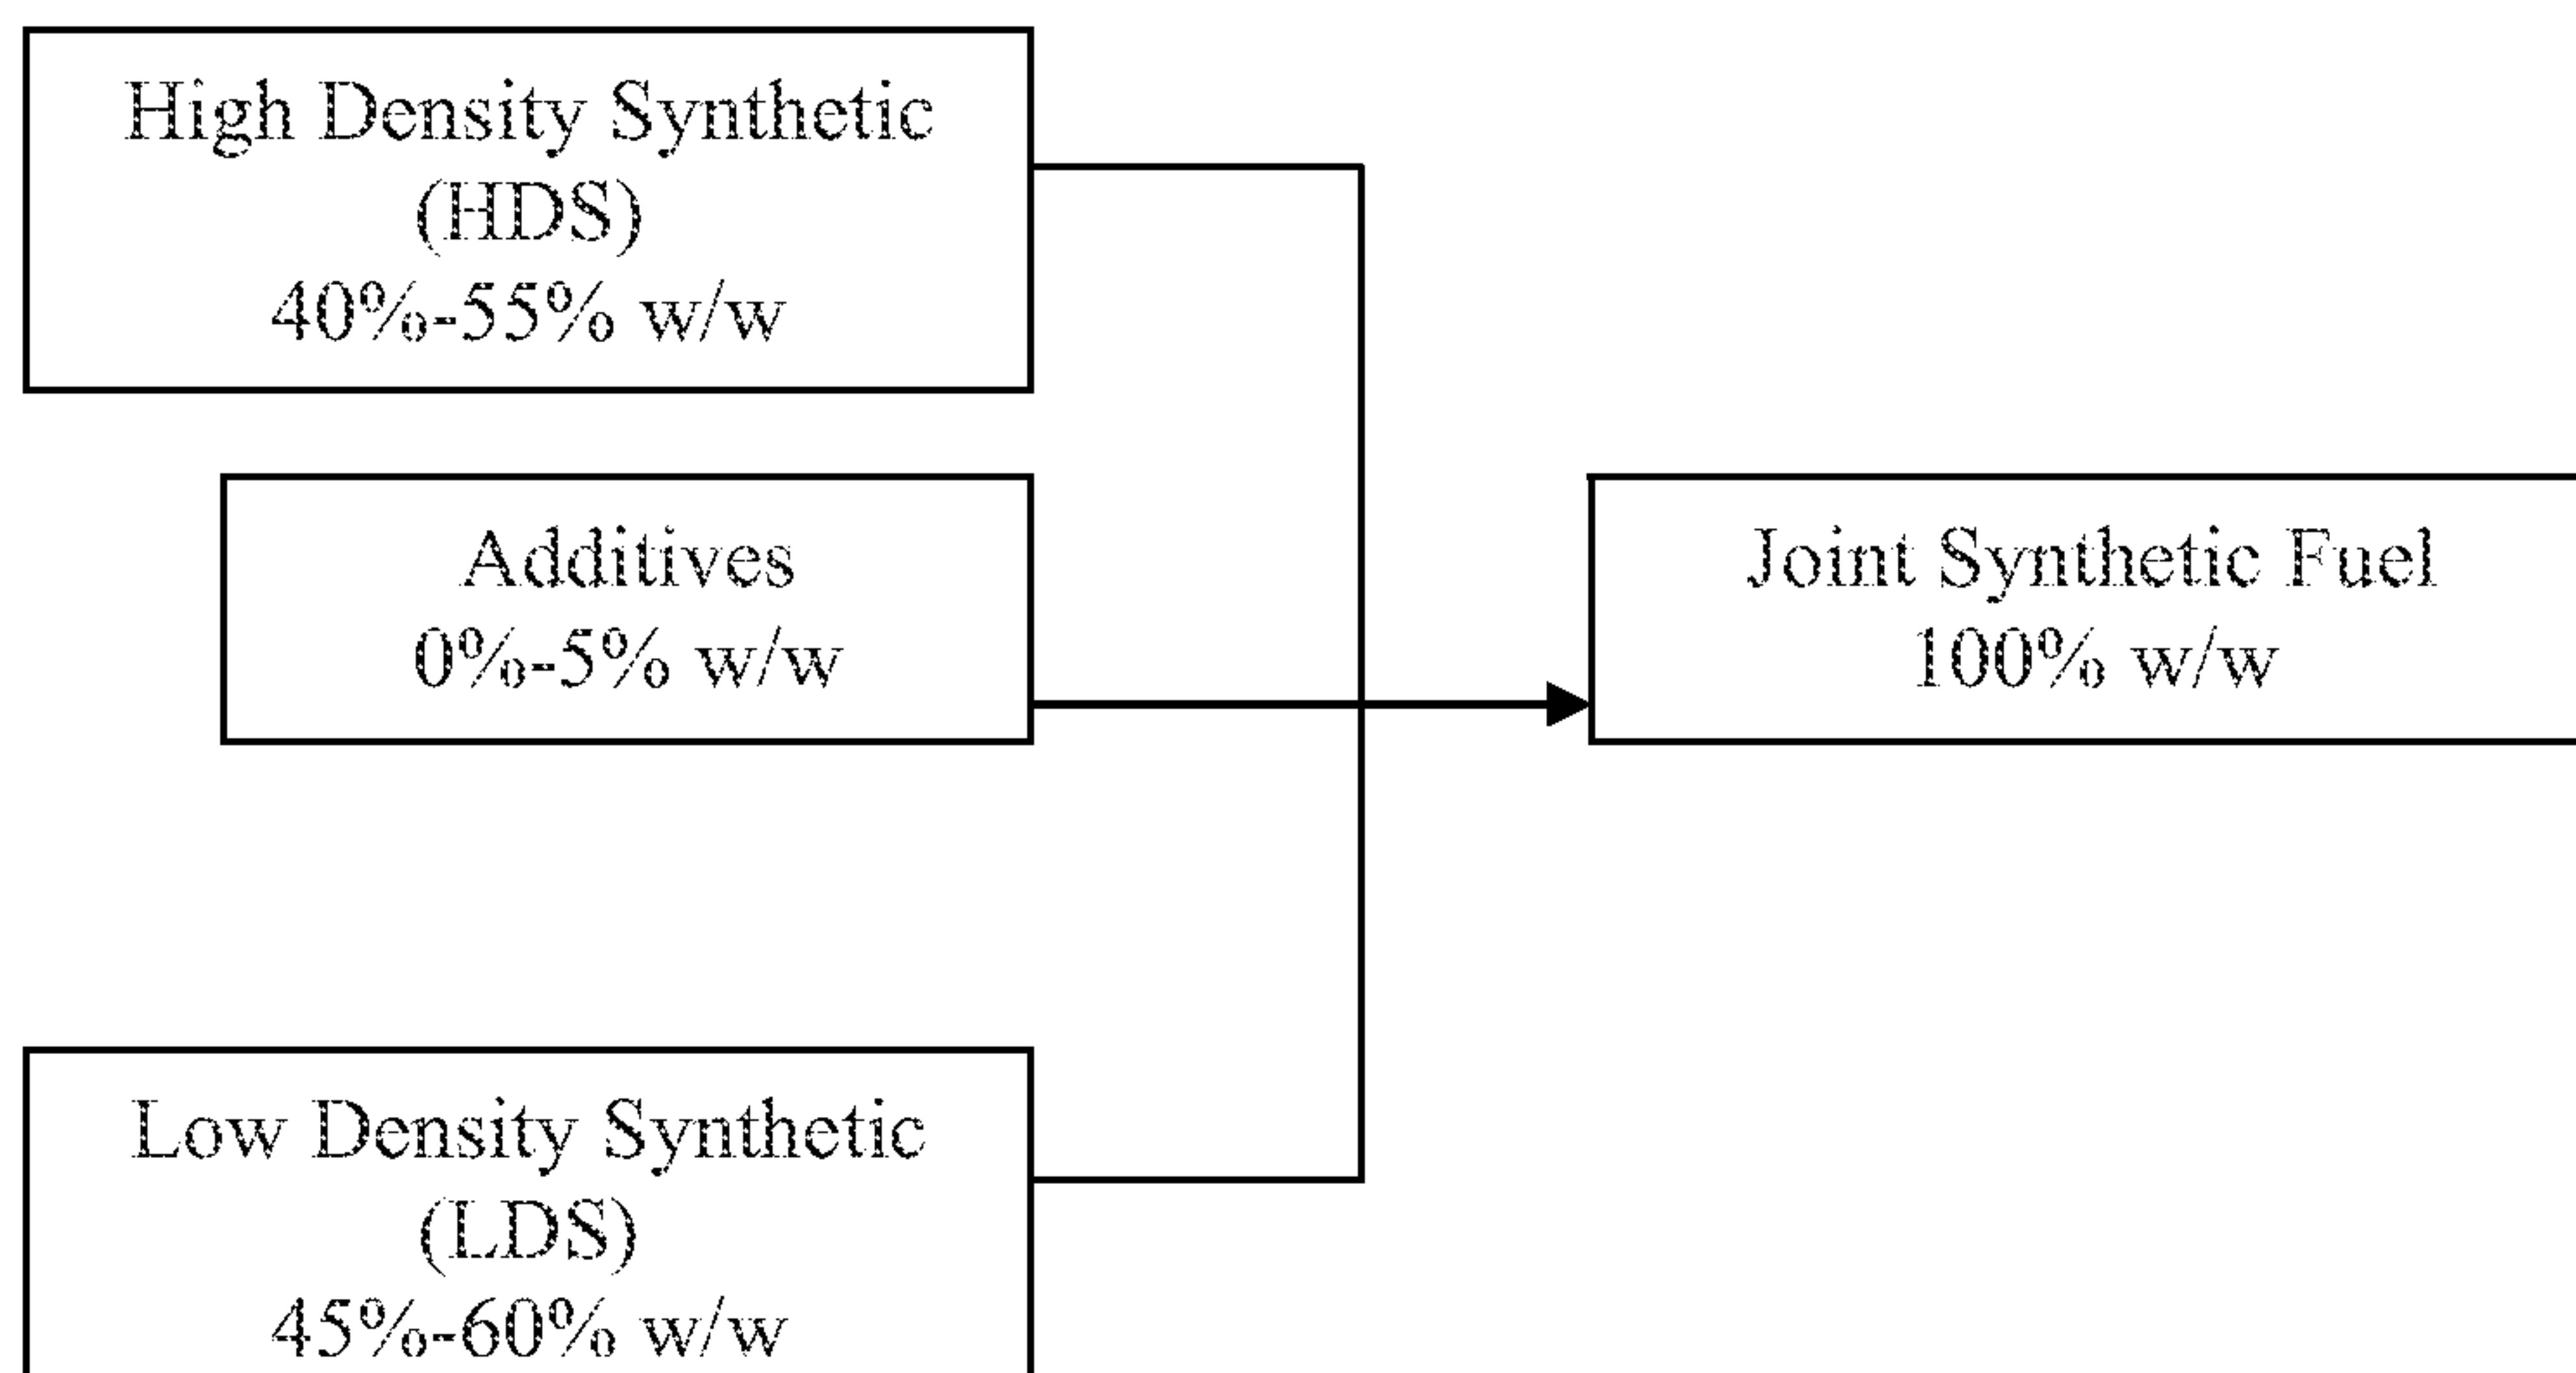 High Density Synthetic
(HDS)
40%-55% w/w
Additives
0%-5% w/w
Joint Synthetic Fuel
100% w/w
Low Density Synthetic
(LDS)
45%-60% w/w